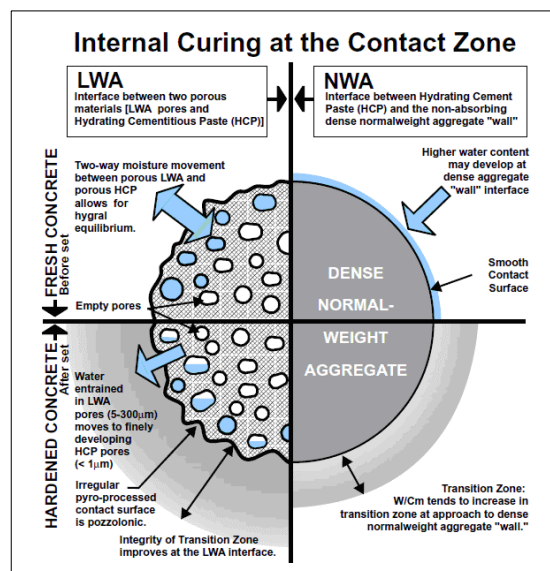 Internal Curing at the Contact Zone
LWA
Interface between two porous
materials [LWA pores and
Hydrating Cementitious Paste (HCP)]
NWA
Interface between Hydrating Cement
Paste (HCP) and the non-absorbing
dense normalweight aggregate "wall"
Two-way moisture movement
between porous LWA and
porous HCP
allows for
hygral
equilibrium.
Higher water content
may develop at
dense aggregate
"wall" interface
FRESH CONCRETE
Before set
Smooth
Contact
Surface
Empty pores
DENSE
NORMAL-
WEIGHT
AGGREGATE
HARDENED CONCRETE
After set
Water
entrained
in LWA
pores (5-300µm)
moves to finely
developing
HCP pores
(< 1µm)
Irregular
pyro-processed
contact surface
is pozzolonic.
Integrity of Transition Zone
improves at the LWA interface.
Transition Zone:
W/Cm tends to increase in
transition zone at approach to dense
normalweight aggregate "wall."